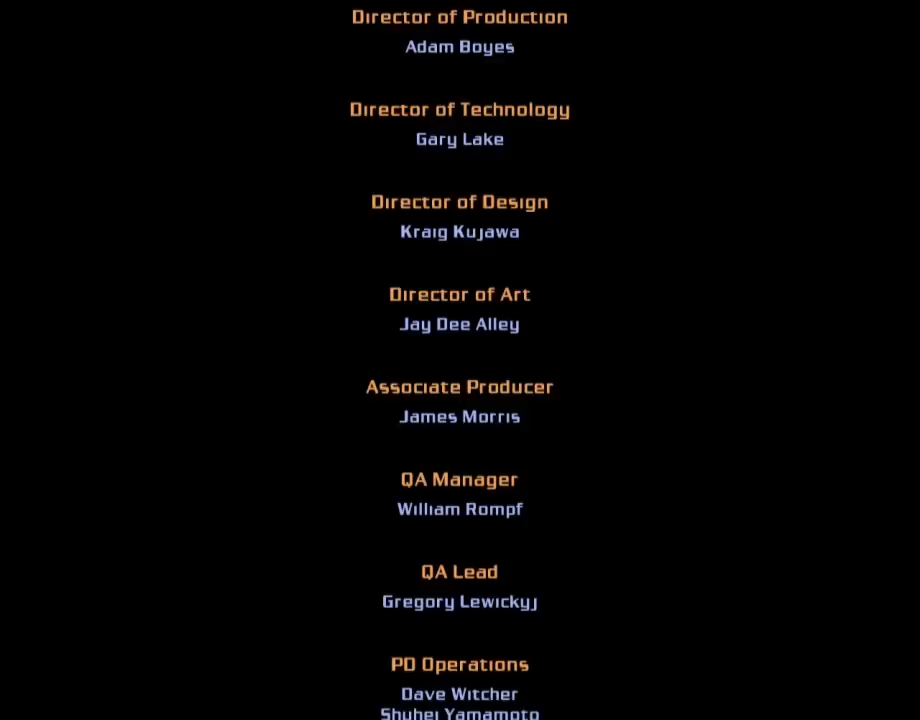 Director of Production
Adam Boyes
Director of Technology
Gary Lake
Director of Design
Kraig Kujawa
Director of Art
Jay Dee Alley
Associate Producer
James Morris
QA Manager
William Rompf
QA Lead
Gregory Lewickyj
PD Operations
Dave Witcher
Shuhei Yamamoto